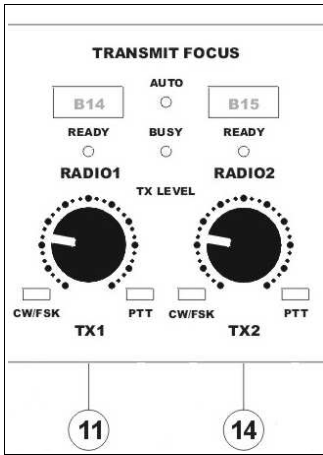 TRANSMIT FOCUS
AUTO
B14 B15
READY BUSY READY
RADIO1 RADIO2
TX LEVEL
CW/FSK PTT CW/FSK PTT
TX1 TX2
11 14